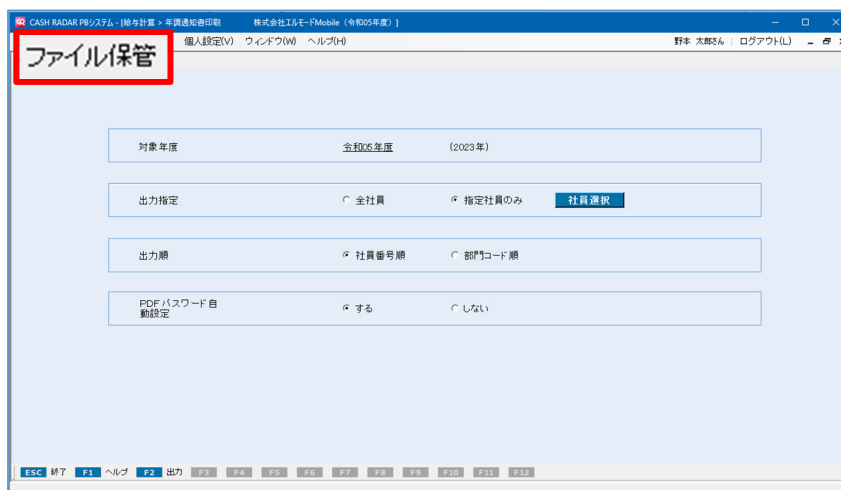 CASH RADAR PBシステム - [給与計算 > 年調通知書印刷 株式会社エルモードMobile（令和05年度）]
ファイル保管
個人設定(V) ウィンドウ(W) ヘルプ(H)
野本 太郎さん | ログアウト(L)
対象年度 令和05年度 (2023年)
出力指定 全社員 指定社員のみ 社員選択
出力順 社員番号順 部門コード順
PDFパスワード自
動設定 する しない
ESC 終了 F1 ヘルプ F2 出力 F3 F4 F5 F6 F7 F8 F9 F10 F11 F12